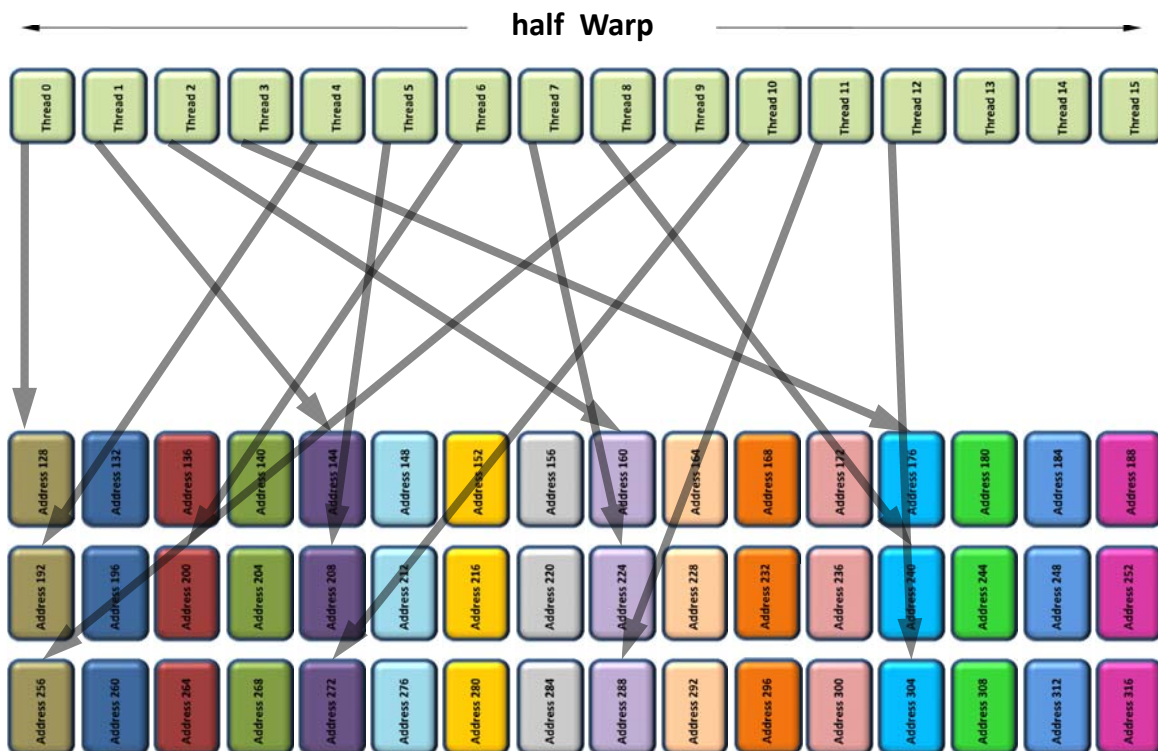 half Warp
Thread 0
Thread 1
Thread 2
Thread 3
Thread 4
Thread 5
Thread 6
Thread 7
Thread 8
Thread 9
Thread 10
Thread 11
Thread 12
Thread 13
Thread 14
Thread 15
Address 128
Address 132
Address 136
Address 140
Address 144
Address 148
Address 152
Address 156
Address 160
Address 164
Address 168
Address 172
Address 176
Address 180
Address 184
Address 188
Address 192
Address 196
Address 200
Address 204
Address 208
Address 212
Address 216
Address 220
Address 224
Address 228
Address 232
Address 236
Address 240
Address 244
Address 248
Address 252
Address 256
Address 260
Address 264
Address 268
Address 272
Address 276
Address 280
Address 284
Address 288
Address 292
Address 296
Address 300
Address 304
Address 308
Address 312
Address 316